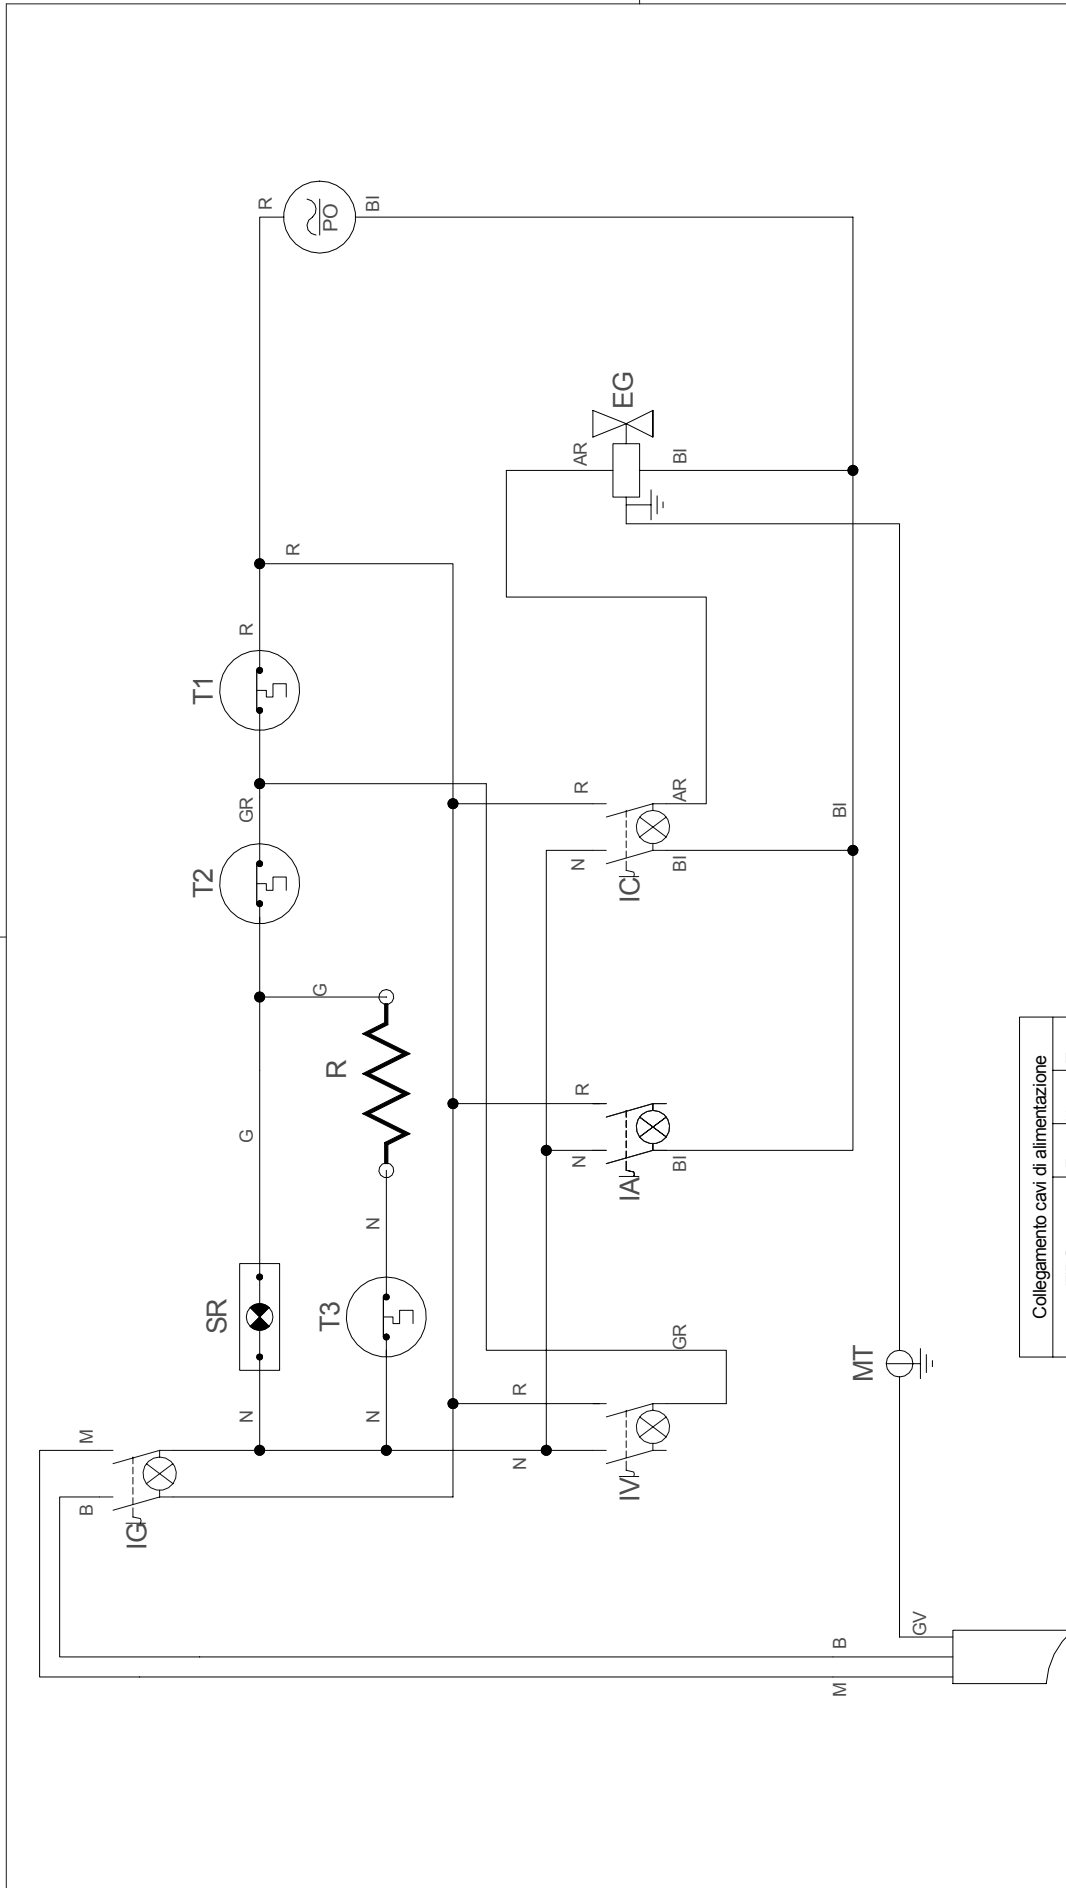 R
PO
BI
EG
AR
BI
R
R
T1
GR
T2
R
AR
N
BI
IC
BI
G
R
G
R
N
BI
IA
N
SR
T3
GR
N
N
R
N
IV
M
B
IG
MT
GV
B
M
Collegamento cavi di alimentazione